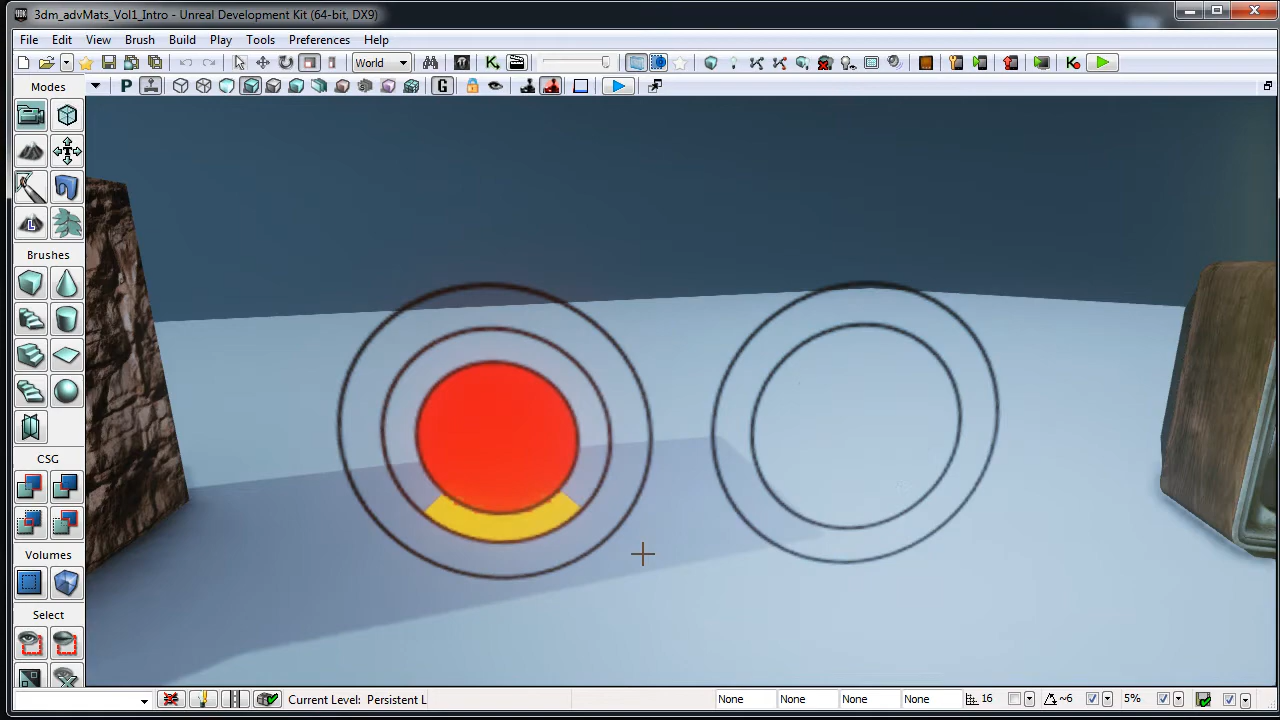 3dm_advMats_Vol1_Intro - Unreal Development Kit (64-bit, DX9)
File Edit View Brush Build Play Tools Preferences Help
World
Modes
P G
L
Brushes
CSG
Volumes
Select
Current Level: Persistent L
None None None None 16 ~6 5%